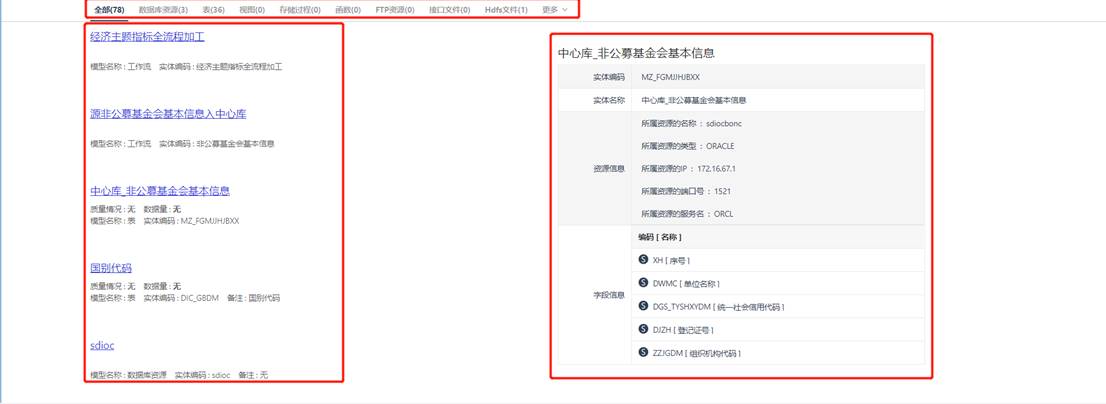 全部(78) 数据库资源(3) 表(36) 视图(0) 存储过程(0) 函数(0) FTP资源(0) 接口文件(0) Hdfs文件(1) 更多
经济主题指标全流程加工
模型名称 : 工作流 实体编码 : 经济主题指标全流程加工
源非公募基金会基本信息入中心库
模型名称 : 工作流 实体编码 : 非公募基金会基本信息
中心库_非公募基金会基本信息
质量情况 : 无 数据量 : 无
模型名称 : 表 实体编码 : MZ_FGMJJHJBXX
国别代码
质量情况 : 无 数据量 : 无
模型名称 : 表 实体编码 : DIC_GBDM 备注 : 国别代码
sdioc
模型名称 : 数据库资源 实体编码 : sdioc 备注 : 无
中心库_非公募基金会基本信息
实体编码 MZ_FGMJJHJBXX
实体名称 中心库_非公募基金会基本信息
资源信息
所属资源的名称 : sdiocbonc
所属资源的类型 : ORACLE
所属资源的IP : 172.16.67.1
所属资源的端口号 : 1521
所属资源的服务名 : ORCL
字段信息
编码 [ 名称 ]
S XH [ 序号 ]
S DWMC [ 单位名称 ]
S DGS_TYSHXYDM [ 统一社会信用代码 ]
S DJZH [ 登记证号 ]
S ZZJGDM [ 组织机构代码 ]